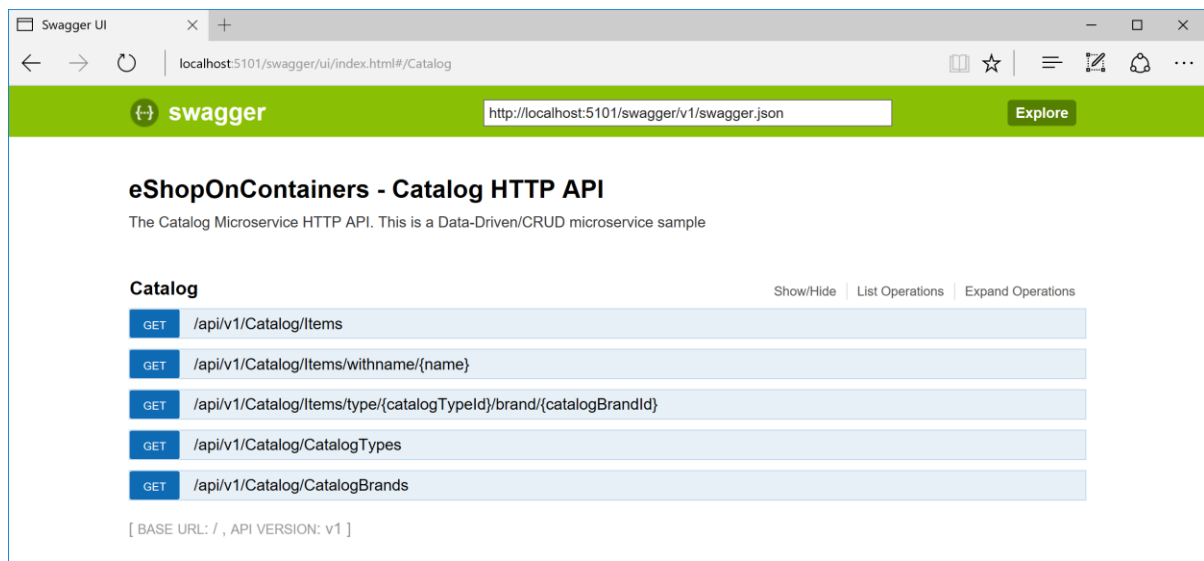 Swagger UI
localhost:5101/swagger/ui/index.html#/Catalog
swagger
http://localhost:5101/swagger/v1/swagger.json
Explore
eShopOnContainers - Catalog HTTP API
The Catalog Microservice HTTP API. This is a Data-Driven/CRUD microservice sample
Catalog
Show/Hide
List Operations
Expand Operations
GET /api/v1/Catalog/Items
GET /api/v1/Catalog/Items/withname/{name}
GET /api/v1/Catalog/Items/type/{catalogTypeId}/brand/{catalogBrandId}
GET /api/v1/Catalog/CatalogTypes
GET /api/v1/Catalog/CatalogBrands
[ BASE URL: / , API VERSION: v1 ]